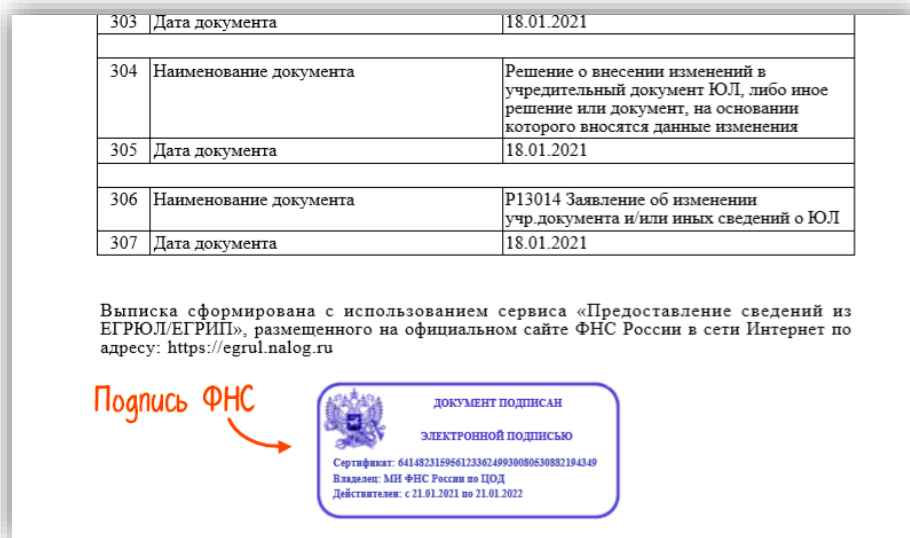 303 Дата документа 18.01.2021
304 Наименование документа Решение о внесении изменений в
учредительный документ ЮЛ, либо иное
решение или документ, на основании
которого вносятся данные изменения
305 Дата документа 18.01.2021
306 Наименование документа Р13014 Заявление об изменении
учр.документа и/или иных сведений о ЮЛ
307 Дата документа 18.01.2021
Выписка сформирована с использованием сервиса «Предоставление сведений из
ЕГРЮЛ/ЕГРИП», размещенного на официальном сайте ФНС России в сети Интернет по
адресу: https://egrul.nalog.ru
Подпись ФНС
ДОКУМЕНТ ПОДПИСАН
ЭЛЕКТРОННОЙ ПОДПИСЬЮ
Сертификат: 64148231595612336249930080530882194349
Владелец: МИ ФНС России по ЦОД
Действителен: с 21.01.2021 по 21.01.2022